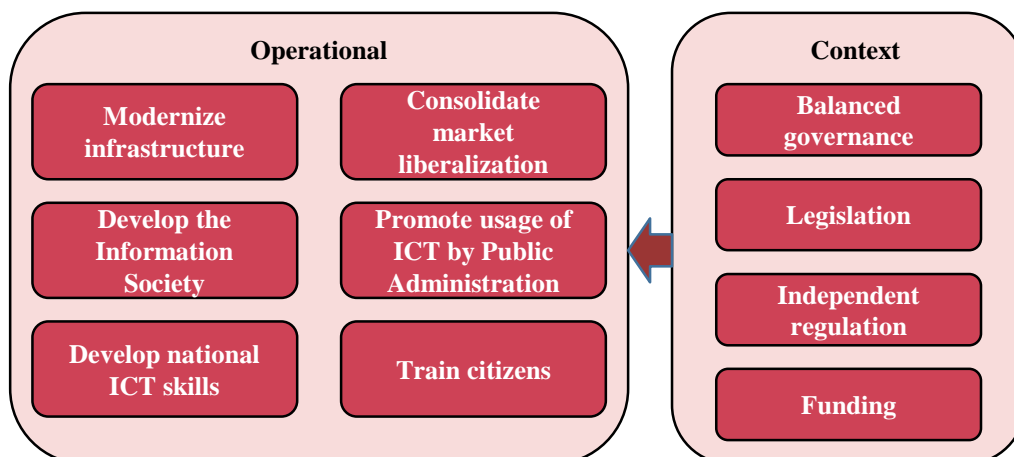 Operational
Modernize
infrastructure
Consolidate
market
liberalization
Develop the
Information
Society
Promote usage of
ICT by Public
Administration
Develop national
ICT skills
Train citizens
Context
Balanced
governance
Legislation
Independent
regulation
Funding